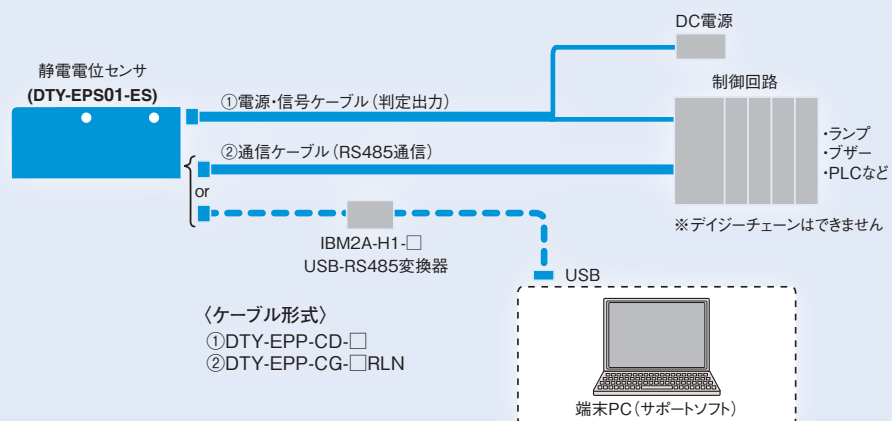 DC電源
静電電位センサ
(DTY-EPS01-ES)
制御回路
①電源・信号ケーブル(判定出力)
・ランプ
・ブザー
・PLCなど
②通信ケーブル(RS485通信)
or
※デイジーチェーンはできません
IBM2A-H1-□
USB-RS485変換器
USB
〈ケーブル形式〉
①DTY-EPP-CD-□
②DTY-EPP-CG-□RLN
端末PC(サポートソフト)